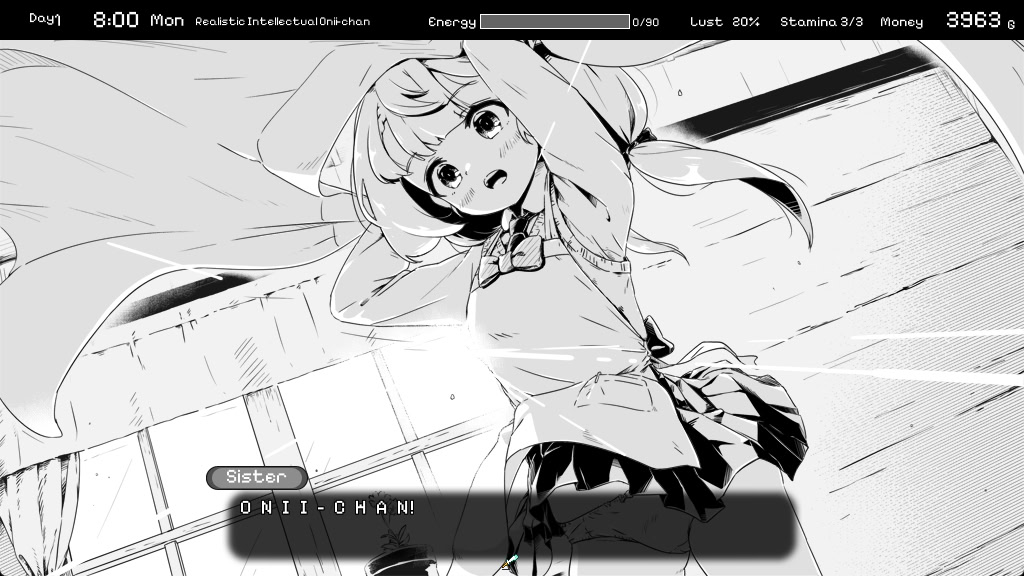 Day1 8:00 Mon Realistic Intellectual Onii-chan Energy 0/90 Lust 20% Stamina 3/3 Money 3963 G
Sister
ONII-CHAN!